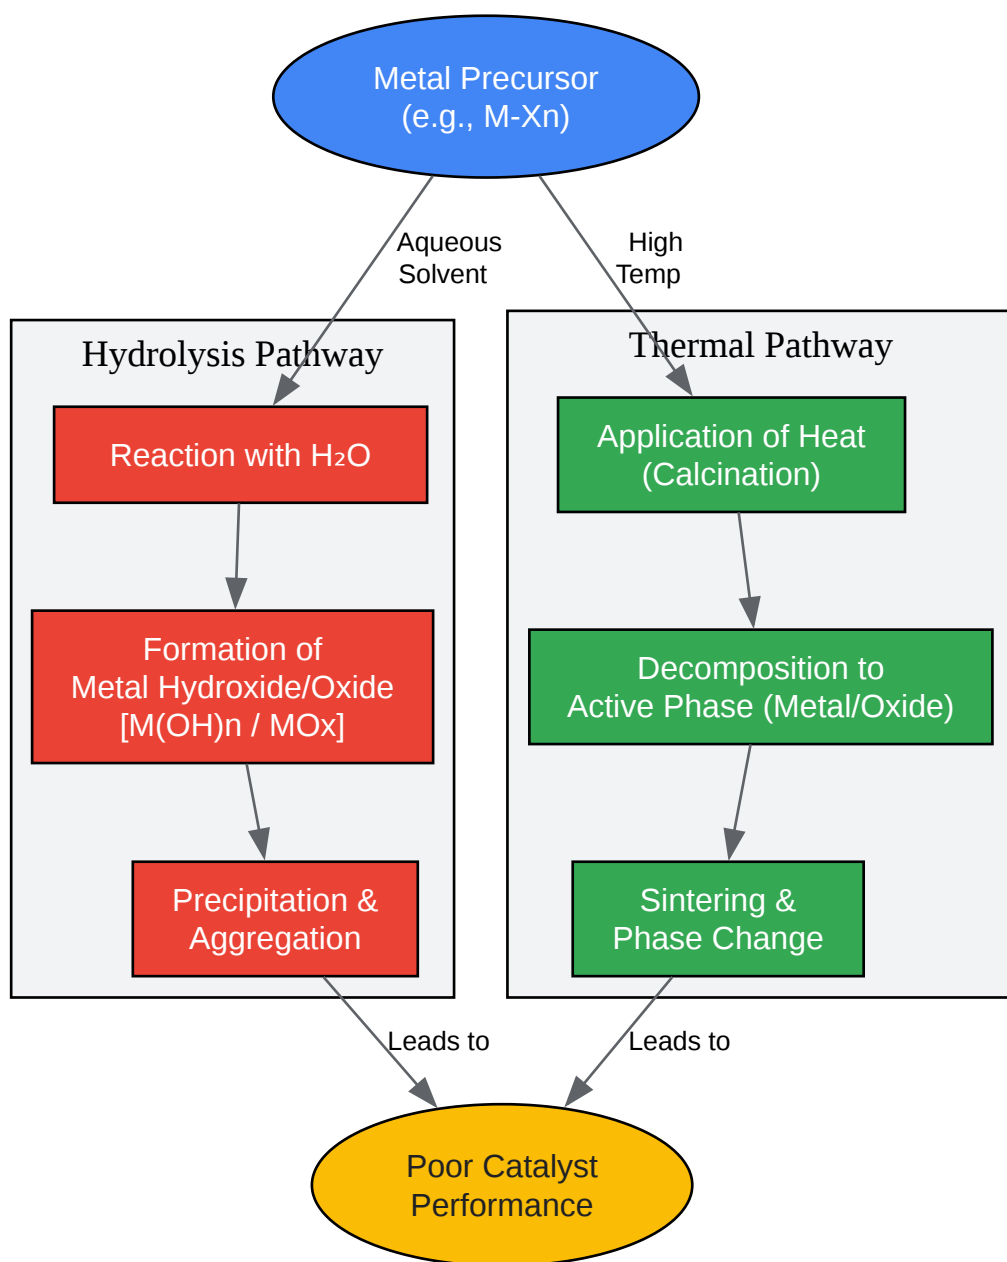 Metal Precursor
(e.g., M-Xn)
Aqueous
Solvent
High
Temp
Hydrolysis Pathway
Reaction with H₂O
Formation of
Metal Hydroxide/Oxide
[M(OH)n / MOx]
Precipitation &
Aggregation
Thermal Pathway
Application of Heat
(Calcination)
Decomposition to
Active Phase (Metal/Oxide)
Sintering &
Phase Change
Leads to
Leads to
Poor Catalyst
Performance